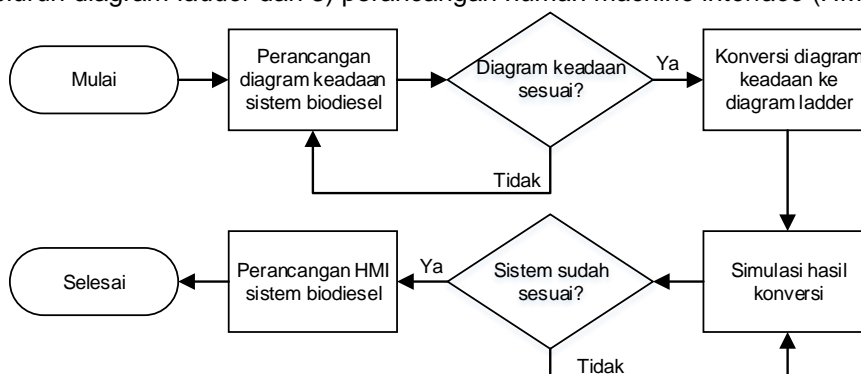 diagram ladder dan 3) perancangan human machine interface
Mulai
Perancangan
diagram keadaan
sistem biodiesel
Diagram keadaan
sesuai?
Ya
Konversi diagram
keadaan ke
diagram ladder
Tidak
Selesai
Perancangan HMI
sistem biodiesel
Ya
Sistem sudah
sesuai?
Simulasi hasil
konversi
Tidak